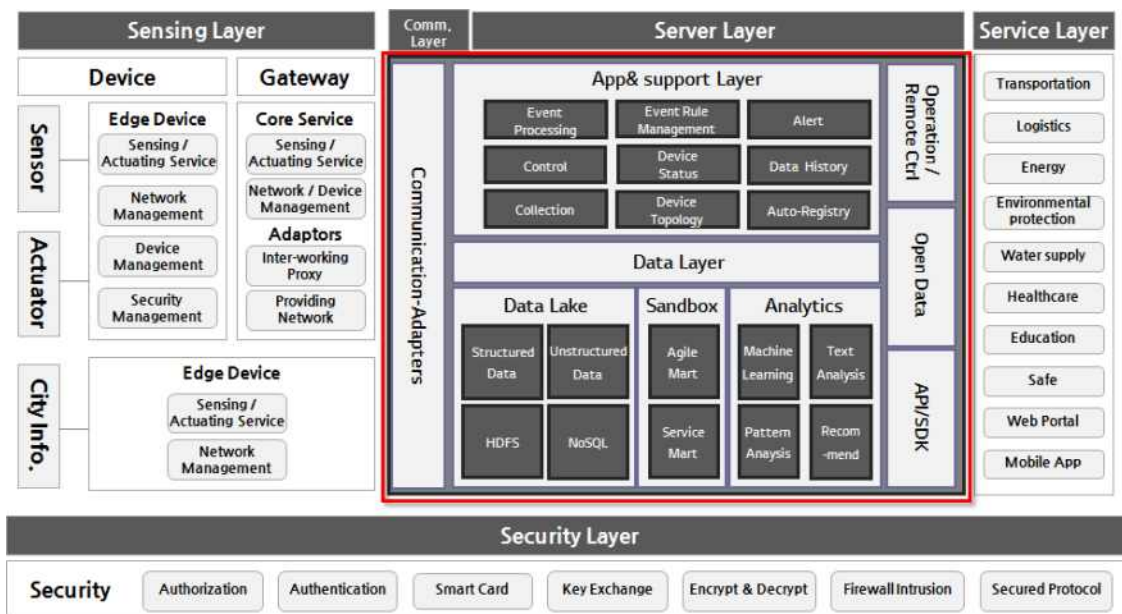 Sensing Layer
Comm.
Layer
Server Layer
Service Layer
Device
Gateway
Sensor
Actuator
City Info.
Edge Device
Sensing /
Actuating Service
Network
Management
Device
Management
Security
Management
Core Service
Sensing /
Actuating Service
Network / Device
Management
Adaptors
Inter-working
Proxy
Providing
Network
Edge Device
Sensing /
Actuating Service
Network
Management
Communication-Adapters
App& support Layer
Event
Processing
Event Rule
Management
Alert
Control
Device
Status
Data History
Collection
Device
Topology
Auto-Registry
Data Layer
Data Lake
Structured
Data
Unstructured
Data
HDFS
NoSQL
Sandbox
Agile
Mart
Service
Mart
Analytics
Machine
Learning
Text
Analysis
Pattern
Anaysis
Recom
-mend
Operation /
Remote Ctrl
Open Data
API/SDK
Transportation
Logistics
Energy
Environmental
protection
Water supply
Healthcare
Education
Safe
Web Portal
Mobile App
Security Layer
Security
Authorization
Authentication
Smart Card
Key Exchange
Encrypt & Decrypt
Firewall Intrusion
Secured Protocol